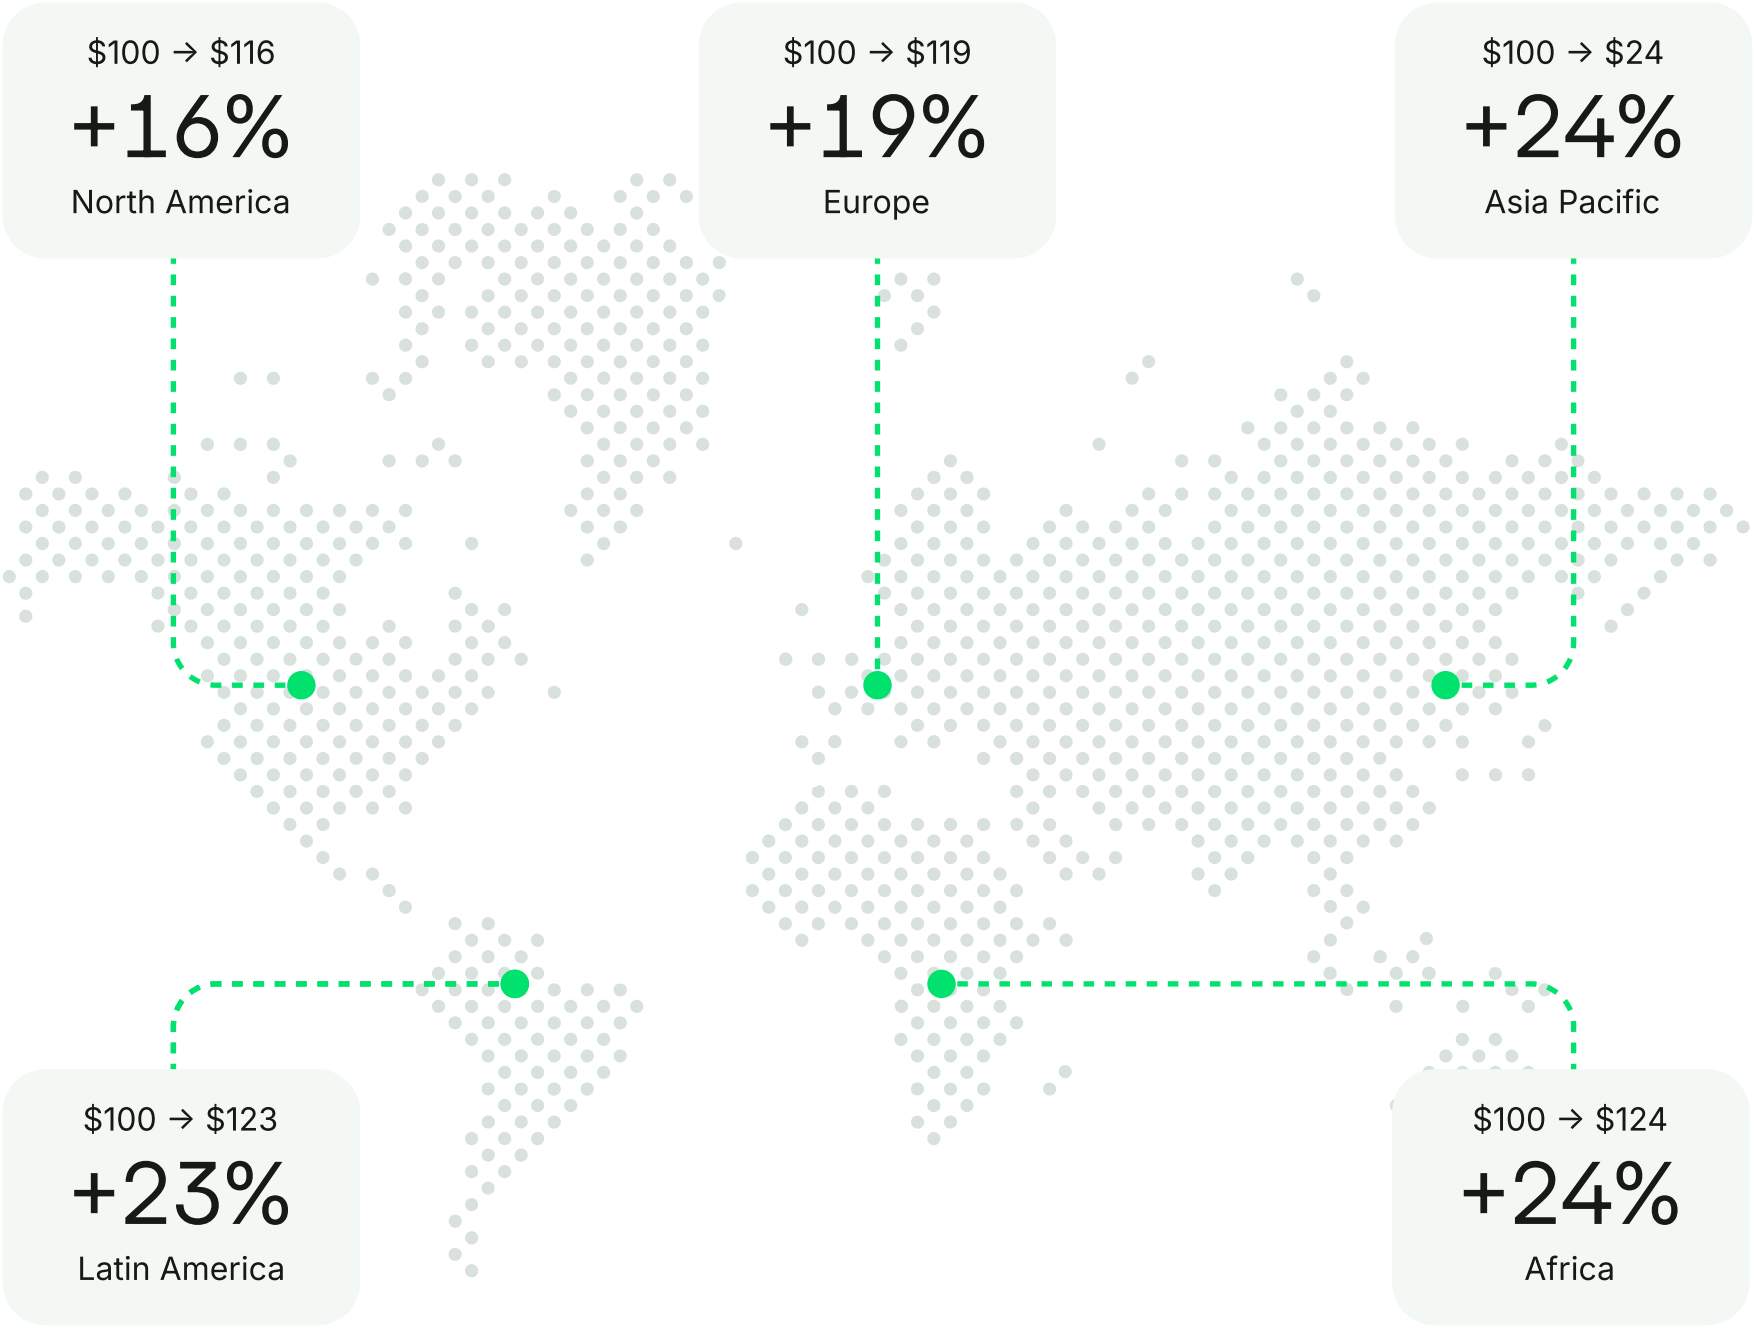 $100 → $116
+16%
North America
$100 → $119
+19%
Europe
$100 → $24
+24%
Asia Pacific
$100 → $123
+23%
Latin America
$100 → $124
+24%
Africa